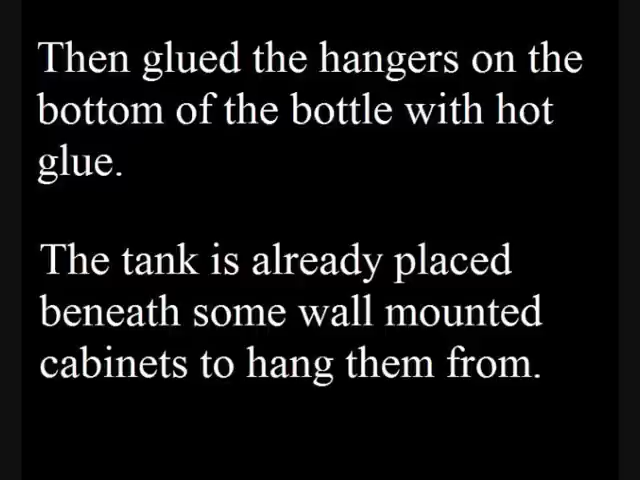 Then glued the hangers on the
bottom of the bottle with hot
glue.
The tank is already placed
beneath some wall mounted
cabinets to hang them from.